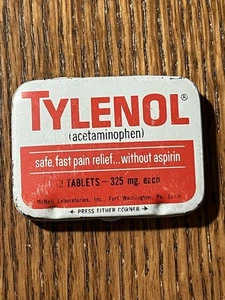 TYLENOL®
(acetaminophen)
safe, fast pain relief...without aspirin
TABLETS—325 mg. each
McNeil Laboratories, Inc., Fort Washington, Pa.
PRESS EITHER CORNER